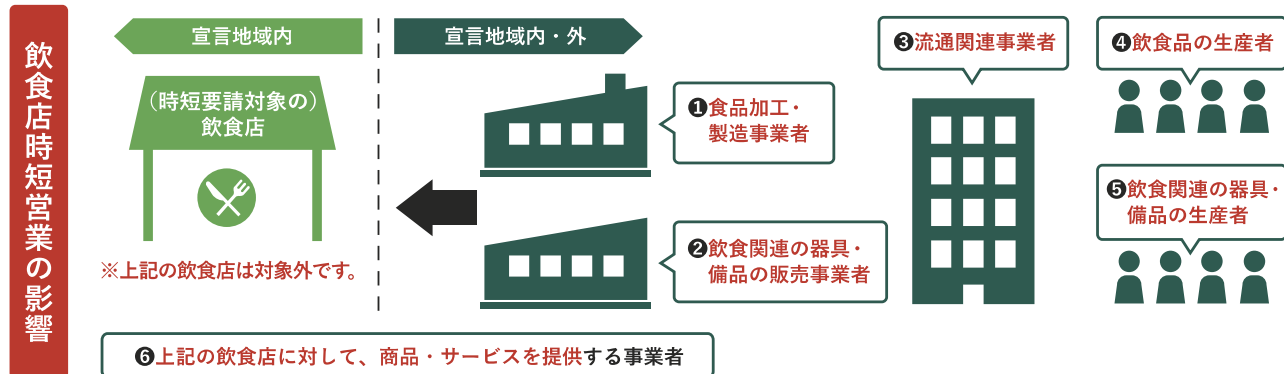 飲食店時短営業の影響
宣言地域内
宣言地域内・外
(時短要請対象の)
飲食店
※上記の飲食店は対象外です。
❶食品加工・
製造事業者
❷飲食関連の器具・
備品の販売事業者
❸流通関連事業者
❹飲食品の生産者
❺飲食関連の器具・
備品の生産者
❻上記の飲食店に対して、商品・サービスを提供する事業者